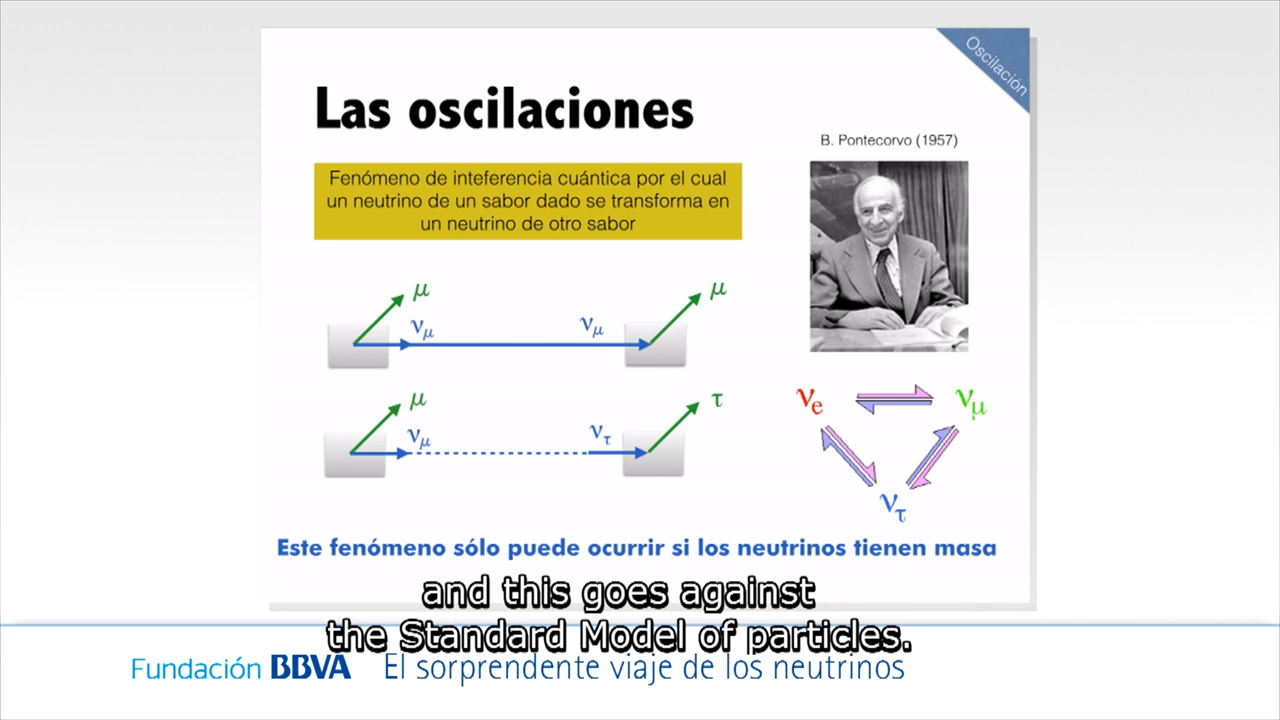 Oscilación
Las oscilaciones
B. Pontecorvo (1957)
Fenómeno de inteferencia cuántica por el cual
un neutrino de un sabor dado se transforma en
un neutrino de otro sabor
μ μ
νμ νμ
μ τ
νμ ντ
νe νμ
ντ
Este fenómeno sólo puede ocurrir si los neutrinos tienen masa
and this goes against
the Standard Model of particles.
Fundación BBVA El sorprendente viaje de los neutrinos